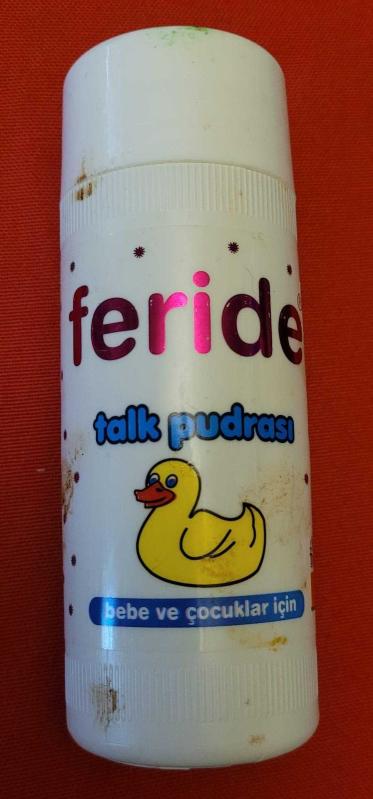 feride
talk pudrası
bebe ve çocuklar için